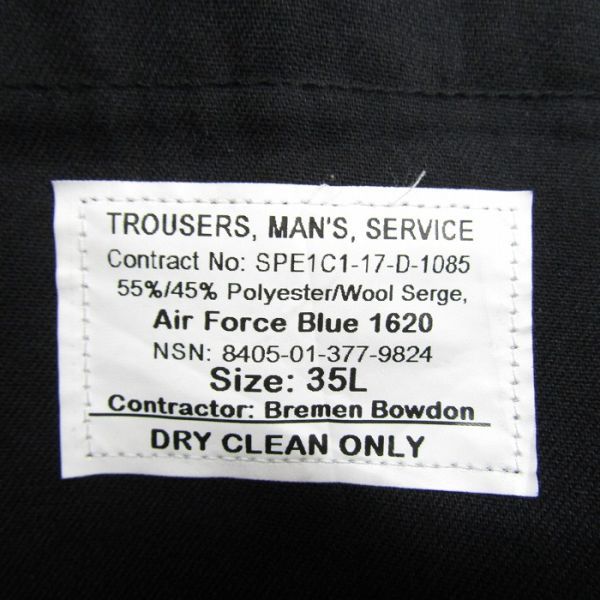 TROUSERS, MAN'S, SERVICE
Contract No: SPE1C1-17-D-1085
55%/45% Polyester/Wool Serge,
Air Force Blue 1620
NSN: 8405-01-377-9824
Size: 35L
Contractor: Bremen Bowdon
DRY CLEAN ONLY